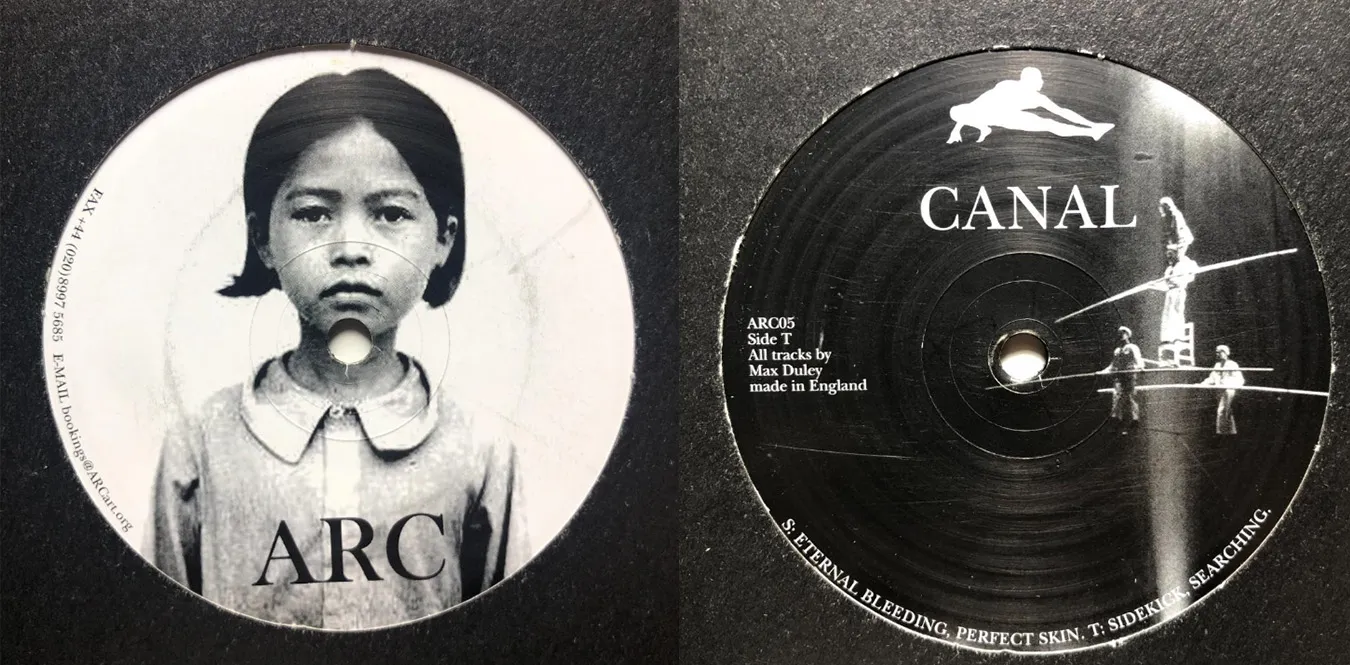 FAX +44 (020)8997 5685 E-MAIL bookings@ARCart.org
ARC
CANAL
ARC05
Side T
All tracks by
Max Duley
made in England
S: ETERNAL BLEEDING, PERFECT SKIN. T: SIDEKICK, SEARCHING.